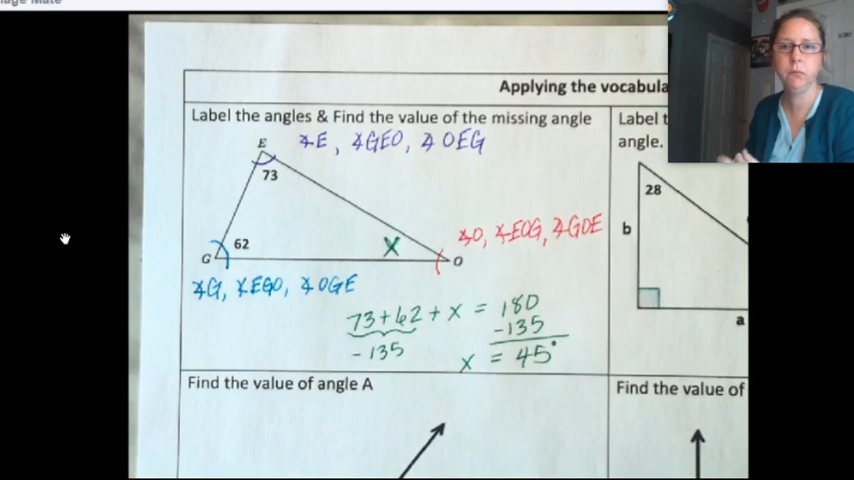 Applying the vocabula
Label the angles & Find the value of the missing angle
E
∡E, ∡GEO, ∡OEG
73
∡O, ∡EOG, ∡GOE
62
X
G
O
∡G, ∡EGO, ∡OGE
73+62 + x = 180
-135
-135
x = 45°
Label t
angle.
28
b
a
Find the value of angle A
Find the value of